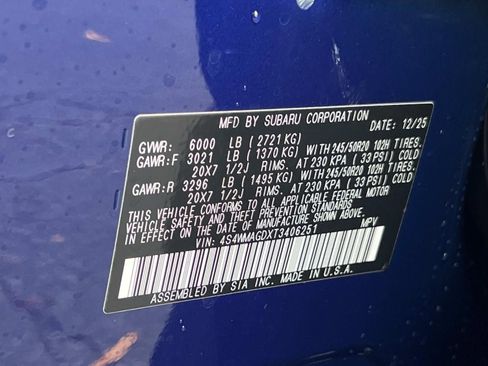 MFD BY SUBARU CORPORATION DATE: 12/25
GVWR: 6000 LB ( 2721 KG)
GAWR:F 3021 LB ( 1370 KG) WITH 245/50R20 102H TIRES,
20X7 1/2J RIMS. AT 230 KPA ( 33 PSI) COLD
GAWR:R 3296 LB ( 1495 KG) WITH 245/50R20 102H TIRES,
20X7 1/2J RIMS. AT 230 KPA ( 33 PSI) COLD
THIS VEHICLE CONFORMS TO ALL APPLICABLE FEDERAL MOTOR
VEHICLE SAFETY AND THEFT PREVENTION STANDARDS IN EFFECT
ON THE DATE OF MANUFACTURE SHOWN ABOVE.
VIN: 4S4WMAGDXT3406251 MPV
ASSEMBLED BY SIA INC. MADE IN U.S.A.